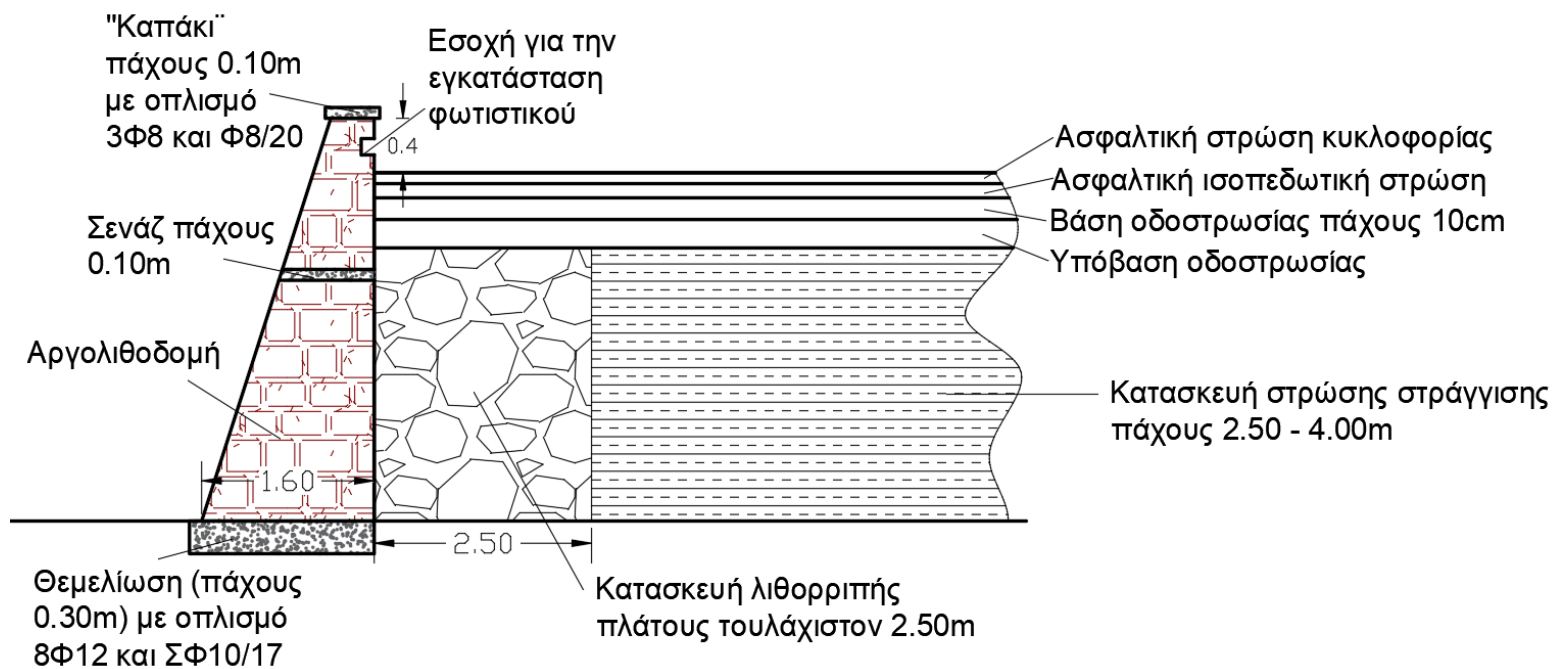 "Καπάκι¨
πάχους 0.10m
με οπλισμό
3Φ8 και Φ8/20
Εσοχή για την
εγκατάσταση
φωτιστικού
0.4
Ασφαλτική στρώση κυκλοφορίας
Ασφαλτική ισοπεδωτική στρώση
Βάση οδοστρωσίας πάχους 10cm
Υπόβαση οδοστρωσίας
Σενάζ πάχους
0.10m
Αργολιθοδομή
Κατασκευή στρώσης στράγγισης
πάχους 2.50 - 4.00m
1.60
2.50
Θεμελίωση (πάχους
0.30m) με οπλισμό
8Φ12 και ΣΦ10/17
Κατασκευή λιθορριπής
πλάτους τουλάχιστον 2.50m